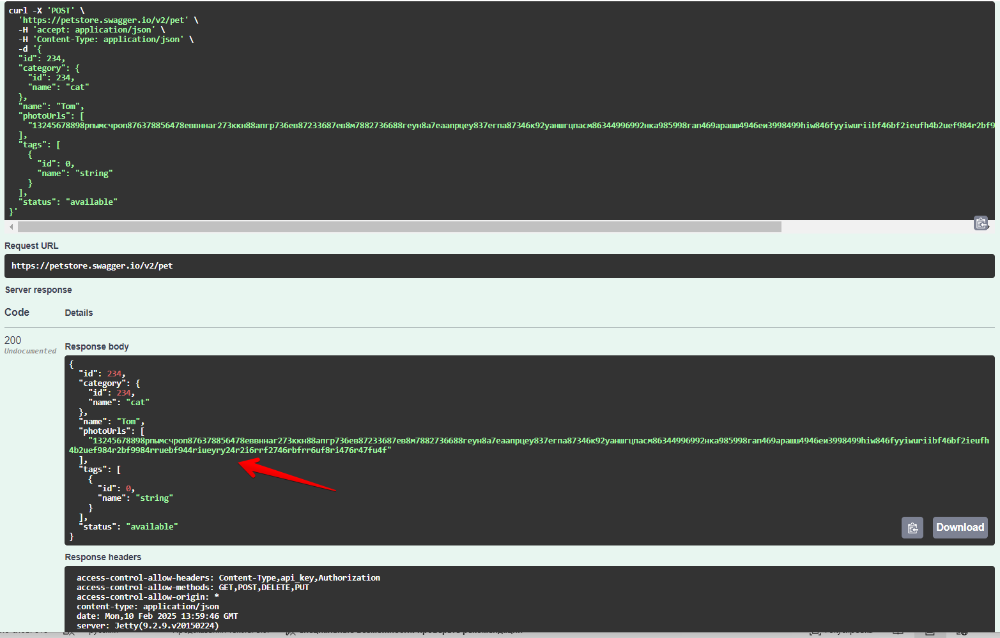 curl -X 'POST' \
'https://petstore.swagger.io/v2/pet' \
-H 'accept: application/json' \
-H 'Content-Type: application/json' \
-d '{
"id": 234,
"category": {
"id": 234,
"name": "cat"
},
"name": "Tom",
"photoUrls": [
"13245678898рпымсчроп876378856478евввннаг273ккн88апгр736ев87233687ев8м7882736688геун8а7еаапрцеу837егпа87346к92уаншгцпасм86344996992нка985998гап469арашш4946еи3998499hiw846fyyiwuriibf46bf2ieufh4b2uef984r2bf9
],
"tags": [
{
"id": 0,
"name": "string"
}
],
"status": "available"
}'
Request URL
https://petstore.swagger.io/v2/pet
Server response
Code Details
200
Undocumented
Response body
{
"id": 234,
"category": {
"id": 234,
"name": "cat"
},
"name": "Tom",
"photoUrls": [
"13245678898рпымсчроп876378856478евввннаг273ккн88апгр736ев87233687ев8м7882736688геун8а7еаапрцеу837егпа87346к92уаншгцпасм86344996992нка985998гап469арашш4946еи3998499hiw846fyyiwuriibf46bf2ieufh
4b2uef984r2bf9984rruebf944riueyry24r2i6rrf2746rbfrr6uf8ri476r47fu4f"
],
"tags": [
{
"id": 0,
"name": "string"
}
],
"status": "available"
}
Download
Response headers
access-control-allow-headers: Content-Type,api_key,Authorization
access-control-allow-methods: GET,POST,DELETE,PUT
access-control-allow-origin: *
content-type: application/json
date: Mon,10 Feb 2025 13:59:46 GMT
server: Jetty(9.2.9.v20150224)